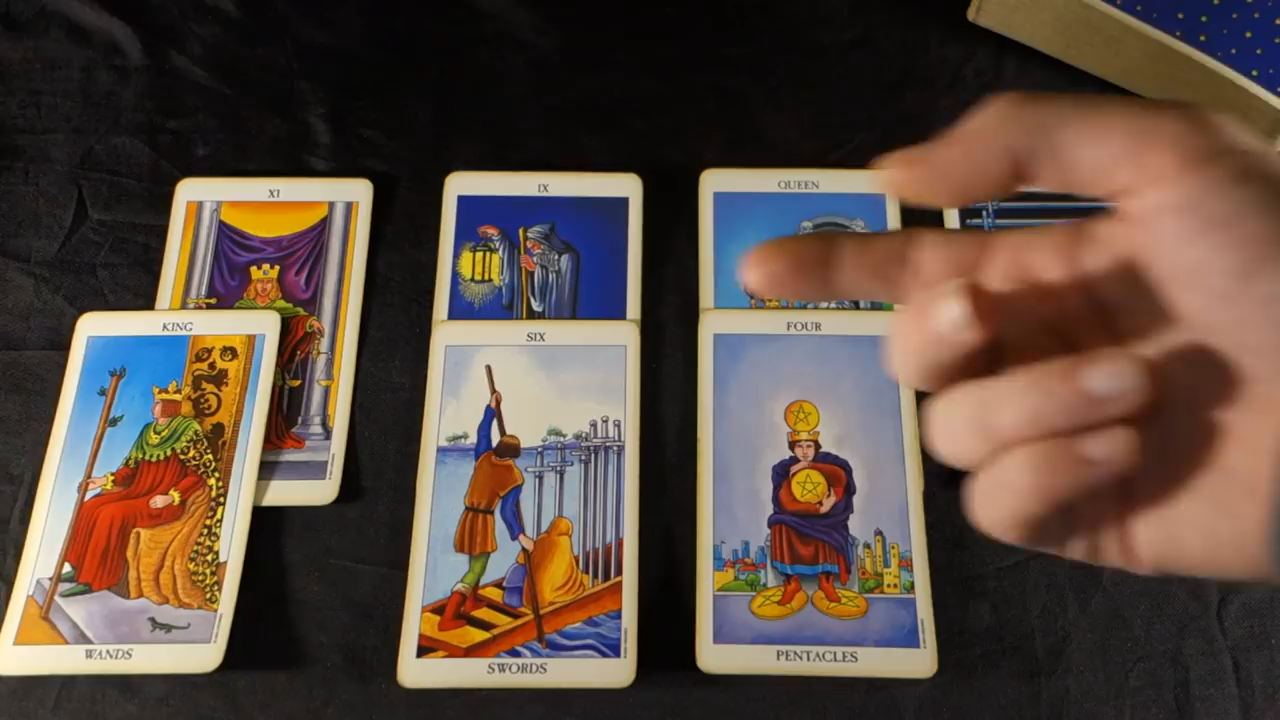 XI
IX
QUEEN
KING
SIX
FOUR
WANDS
SWORDS
PENTACLES